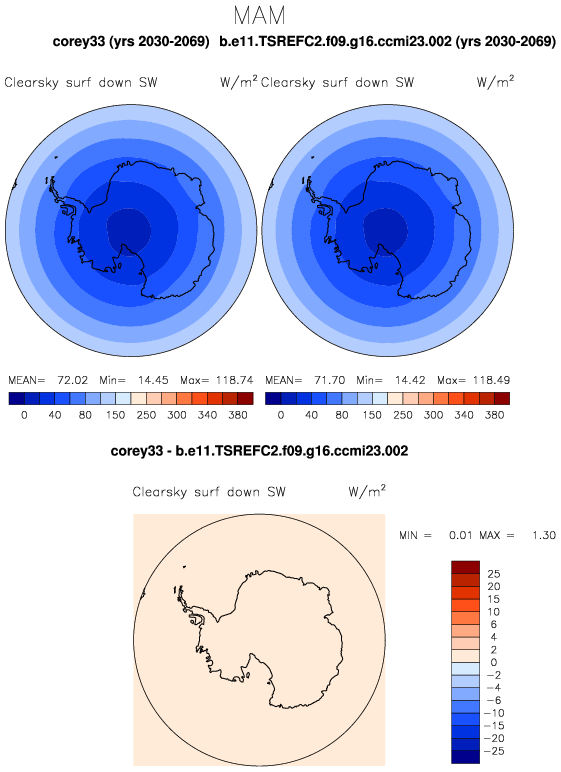 MAM
corey33 (yrs 2030-2069) b.e11.TSREFC2.f09.g16.ccmi23.002 (yrs 2030-2069)
Clearsky surf down SW W/m² Clearsky surf down SW W/m²
MEAN= 72.02 Min= 14.45 Max= 118.74 MEAN= 71.70 Min= 14.42 Max= 118.49
0 40 80 150 250 300 340 380 0 40 80 150 250 300 340 380
corey33 - b.e11.TSREFC2.f09.g16.ccmi23.002
Clearsky surf down SW W/m²
MIN = 0.01 MAX = 1.30
25
20
15
10
6
4
2
0
−2
−4
−6
−10
−15
−20
−25